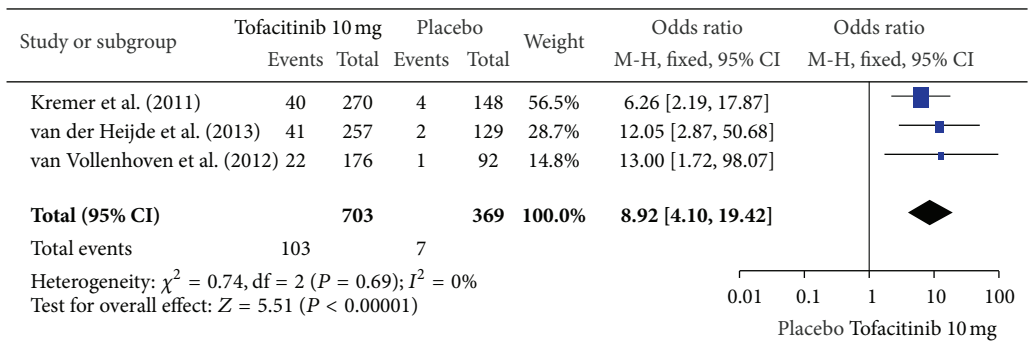 Study or subgroup Tofacitinib 10 mg Placebo Weight Odds ratio Odds ratio
Events Total Events Total M-H, fixed, 95% CI M-H, fixed, 95% CI
Kremer et al. (2011) 40 270 4 148 56.5% 6.26 [2.19, 17.87]
van der Heijde et al. (2013) 41 257 2 129 28.7% 12.05 [2.87, 50.68]
van Vollenhoven et al. (2012) 22 176 1 92 14.8% 13.00 [1.72, 98.07]
Total (95% CI) 703 369 100.0% 8.92 [4.10, 19.42]
Total events 103 7
Heterogeneity: χ² = 0.74, df = 2 (P = 0.69); I² = 0%
Test for overall effect: Z = 5.51 (P < 0.00001)
0.01 0.1 1 10 100
Placebo Tofacitinib 10 mg